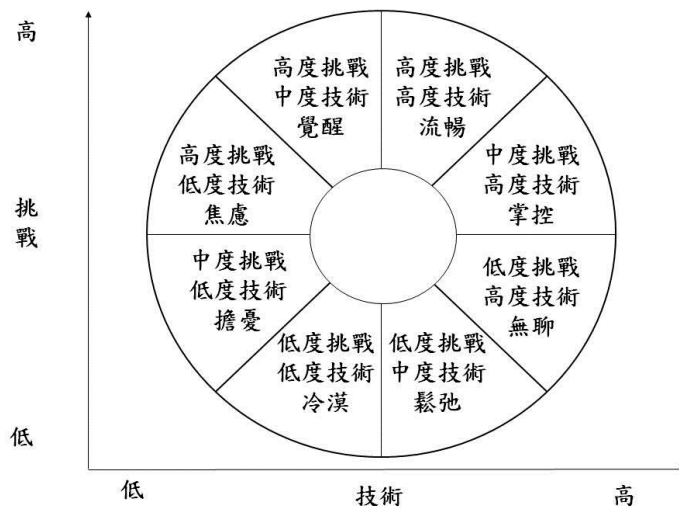 高
高度挑戰
中度技術
覺醒
高度挑戰
高度技術
流暢
高度挑戰
低度技術
焦慮
中度挑戰
高度技術
掌控
挑
戰
中度挑戰
低度技術
擔憂
低度挑戰
高度技術
無聊
低度挑戰
低度技術
冷漠
低度挑戰
中度技術
鬆弛
低
低
技術
高